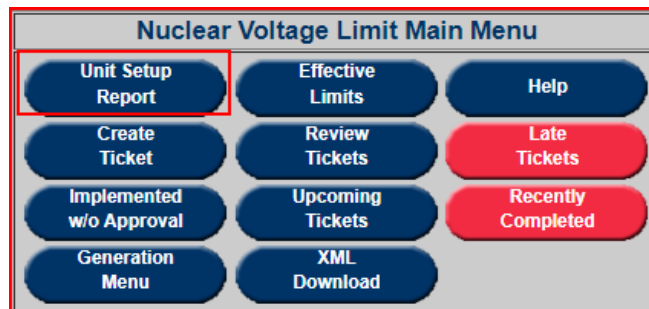 Nuclear Voltage Limit Main Menu
Unit Setup
Report
Effective
Limits
Help
Create
Ticket
Review
Tickets
Late
Tickets
Implemented
w/o Approval
Upcoming
Tickets
Recently
Completed
Generation
Menu
XML
Download